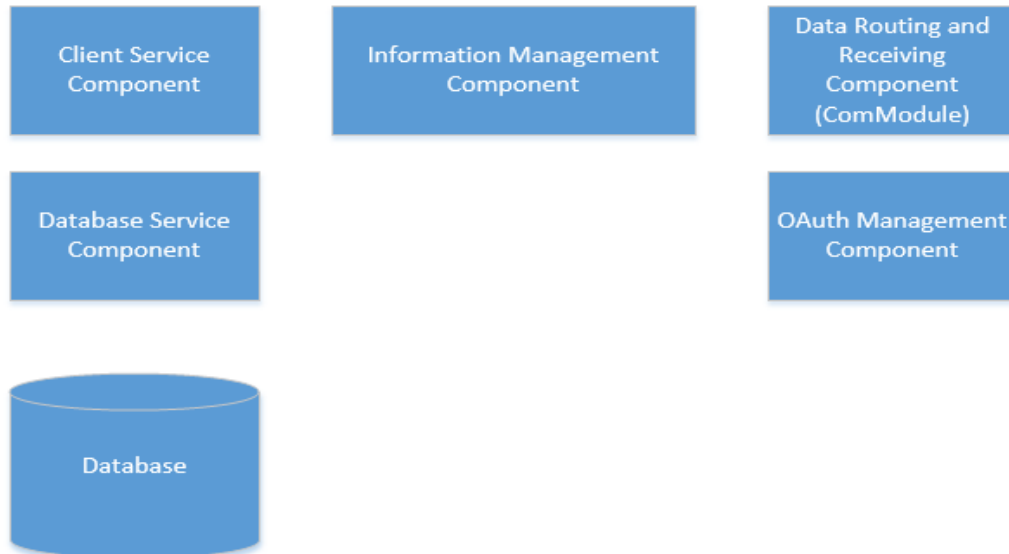 Client Service
Component
Information Management
Component
Data Routing and
Receiving
Component
(ComModule)
Database Service
Component
OAuth Management
Component
Database